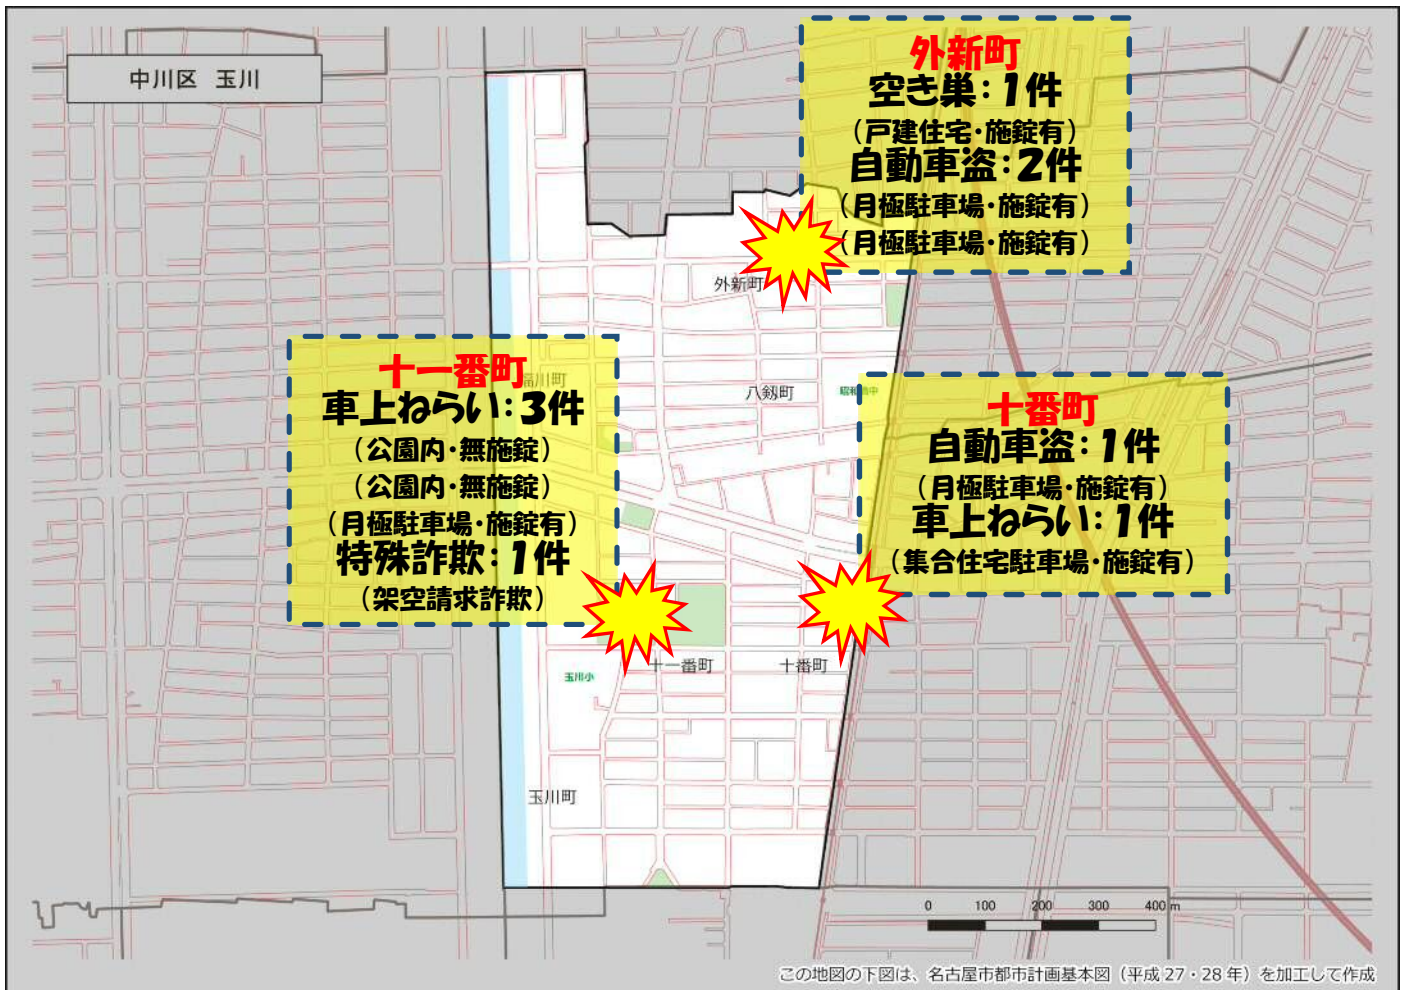 中川区 玉川
外新町
空き巣：1件
（戸建住宅・施錠有）
自動車盗：2件
（月極駐車場・施錠有）
（月極駐車場・施錠有）
外新町
十一番町
車上ねらい：3件
（公園内・無施錠）
（公園内・無施錠）
（月極駐車場・施錠有）
特殊詐欺：1件
（架空請求詐欺）
八剱町
十番町
自動車盗：1件
（月極駐車場・施錠有）
車上ねらい：1件
（集合住宅駐車場・施錠有）
十一番町
十番町
玉川小
玉川町
0 100 200 300 400 m
この地図の下図は、名古屋市都市計画基本図（平成 27・28 年）を加工して作成